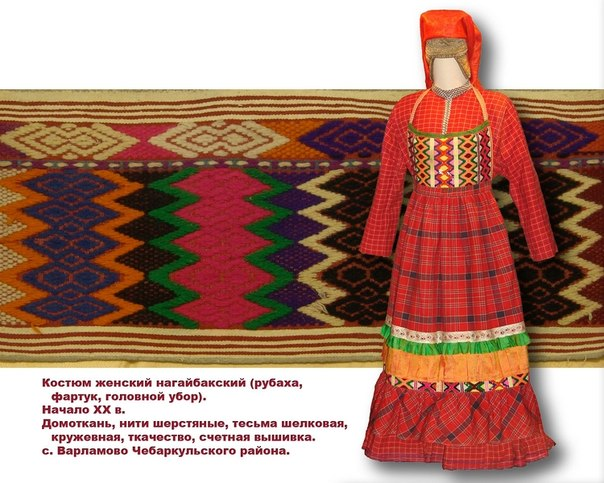 Костюм женский нагайбакский (рубаха,
фартук, головной убор).
Начало XX в.
Домоткань, нити шерстяные, тесьма шелковая,
кружевная, ткачество, счетная вышивка.
с. Варламово Чебаркульского района.